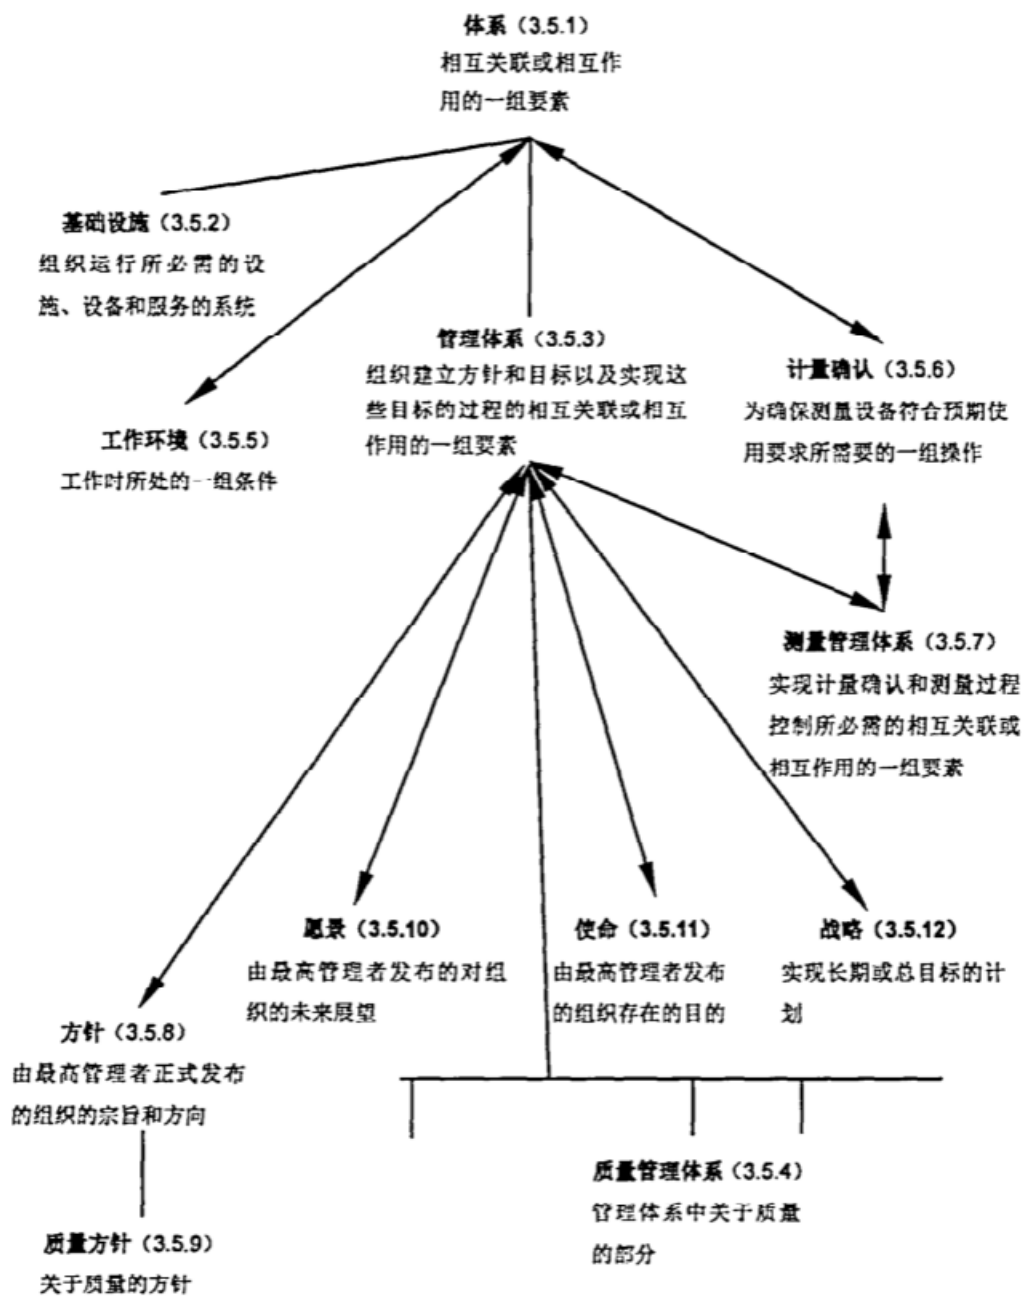 体系（3.5.1）
相互关联或相互作
用的一组要素
基础设施（3.5.2）
组织运行所必需的设
施、设备和服务的系统
管理体系（3.5.3）
组织建立方针和目标以及实现这
些目标的过程的相互关联或相互
作用的一组要素
计量确认（3.5.6）
为确保测量设备符合预期使
用要求所需要的一组操作
工作环境（3.5.5）
工作时所处的一组条件
测量管理体系（3.5.7）
实现计量确认和测量过程
控制所必需的相互关联或
相互作用的一组要素
愿景（3.5.10）
由最高管理者发布的对组
织的未来展望
使命（3.5.11）
由最高管理者发布
的组织存在的目的
战略（3.5.12）
实现长期或总目标的计
划
方针（3.5.8）
由最高管理者正式发布
的组织的宗旨和方向
质量管理体系（3.5.4）
管理体系中关于质量
的部分
质量方针（3.5.9）
关于质量的方针